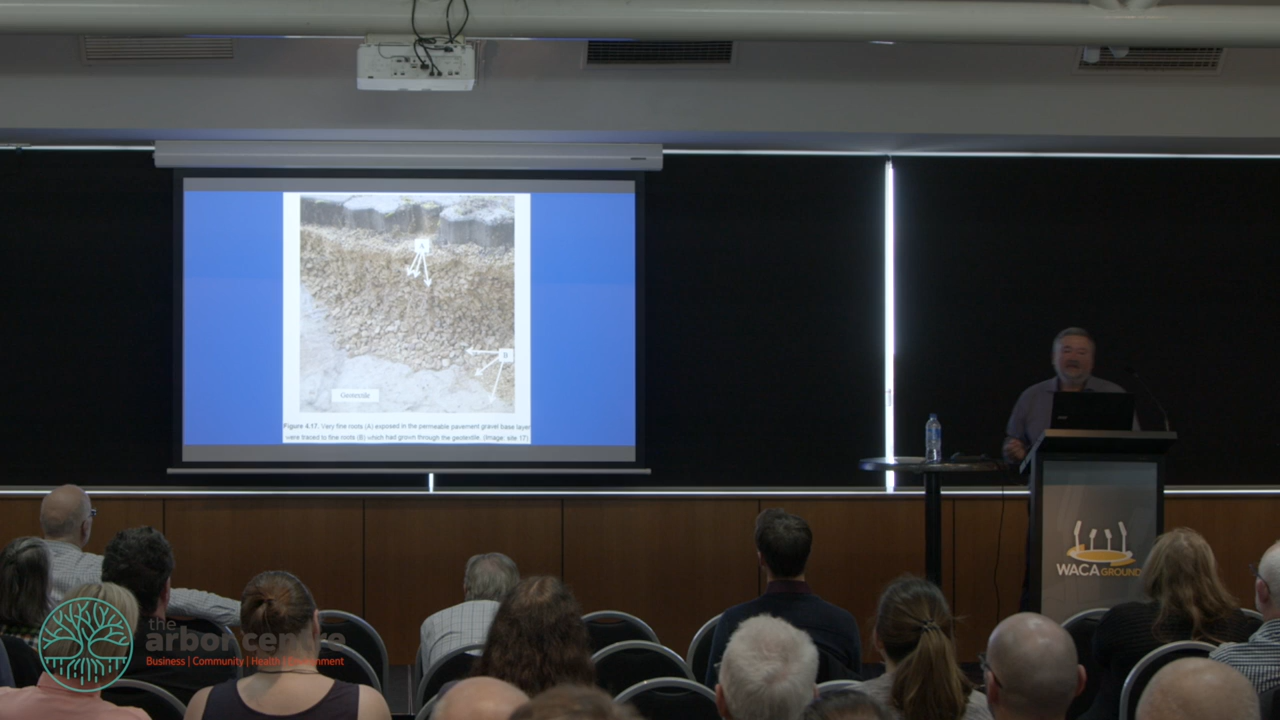 A
B
Geotextile
Figure 4.17. Very fine roots (A) exposed in the permeable pavement gravel base layer
were traced to fine roots (B) which had grown through the geotextile. (Image: site 17)
WACA GROUND
the
arbor centre
Business | Community | Health | Environment